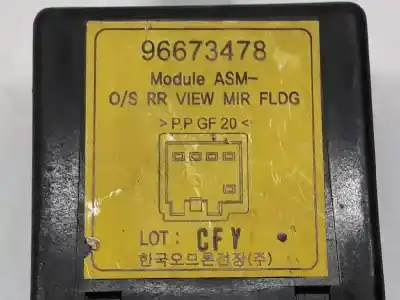 96673478
Module ASM-
O/S RR VIEW MIR FLDG
>P.P GF 20<
LOT : CFY
한국오므론전장(주)